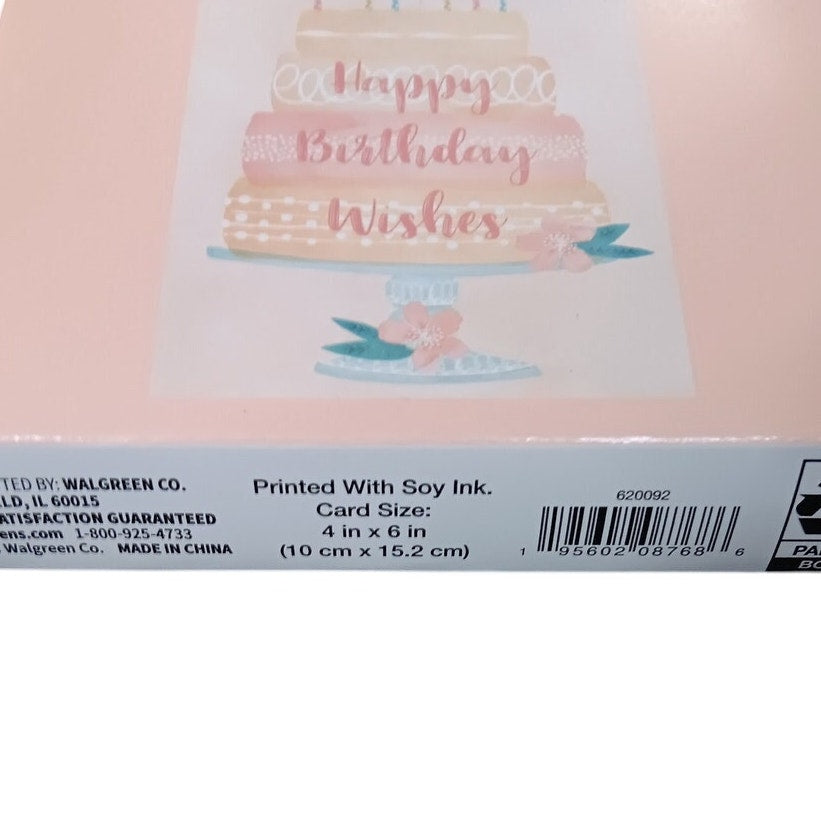 Happy
Birthday
Wishes
TED BY: WALGREEN CO.
LD, IL 60015
ATISFACTION GUARANTEED
ens.com 1-800-925-4733
Walgreen Co. MADE IN CHINA
Printed With Soy Ink.
Card Size:
4 in x 6 in
(10 cm x 15.2 cm)
620092
1 95602 08768 6
PA
BO